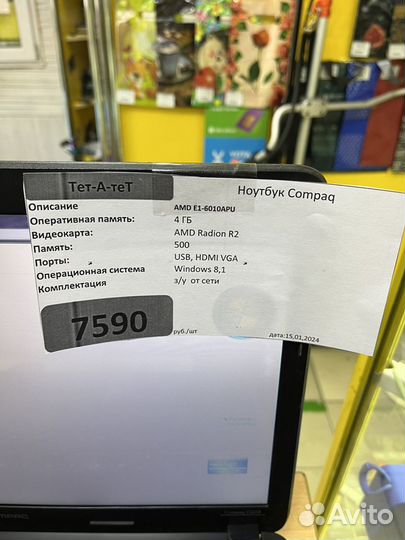 Тет-А-теТ
Ноутбук Compaq
Описание AMD E1-6010APU
Оперативная память: 4 ГБ
Видеокарта: AMD Radion R2
Память: 500
Порты: USB, HDMI VGA
Операционная система Windows 8,1
Комплектация з/у от сети
7590 руб./шт
дата:15,01,2024
Avito